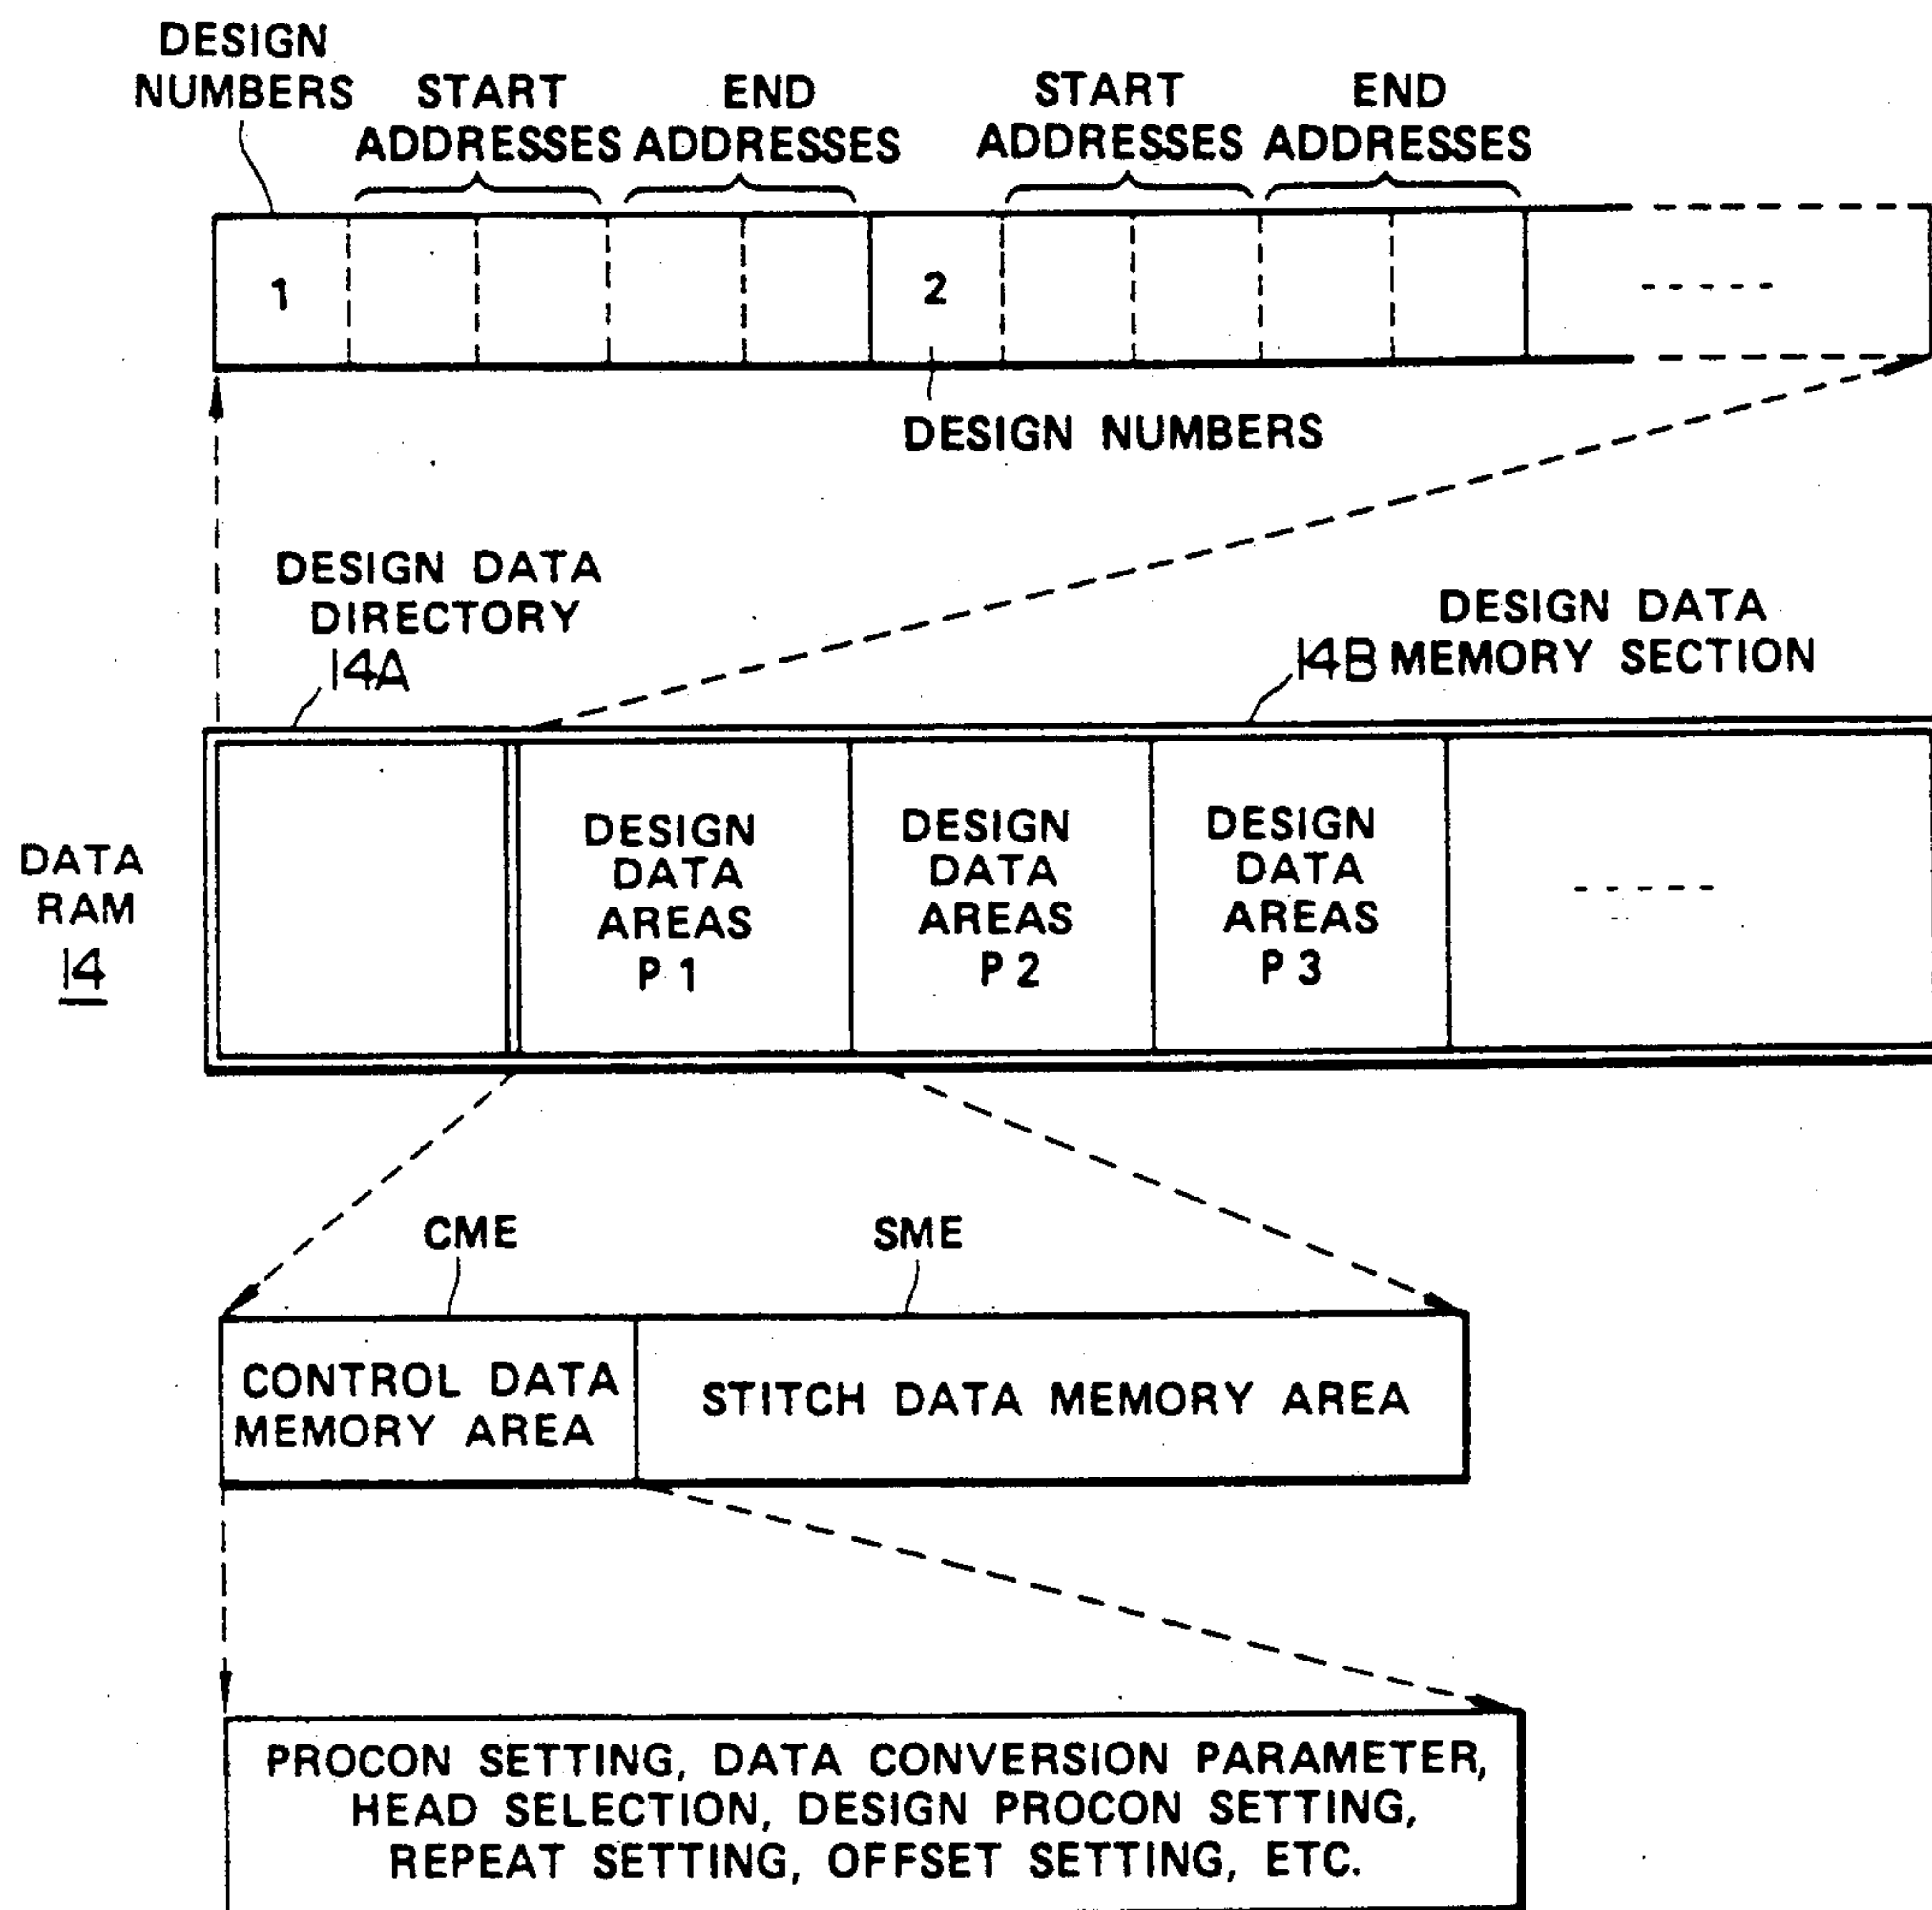 DESIGN
NUMBERS
START
ADDRESSES
END
ADDRESSES
START
ADDRESSES
END
ADDRESSES
1
2
DESIGN NUMBERS
DESIGN DATA
DIRECTORY
14A
DESIGN DATA
14B MEMORY SECTION
DATA
RAM
14
DESIGN
DATA
AREAS
P1
DESIGN
DATA
AREAS
P2
DESIGN
DATA
AREAS
P3
CME
SME
CONTROL DATA
MEMORY AREA
STITCH DATA MEMORY AREA
PROCON SETTING, DATA CONVERSION PARAMETER,
HEAD SELECTION, DESIGN PROCON SETTING,
REPEAT SETTING, OFFSET SETTING, ETC.